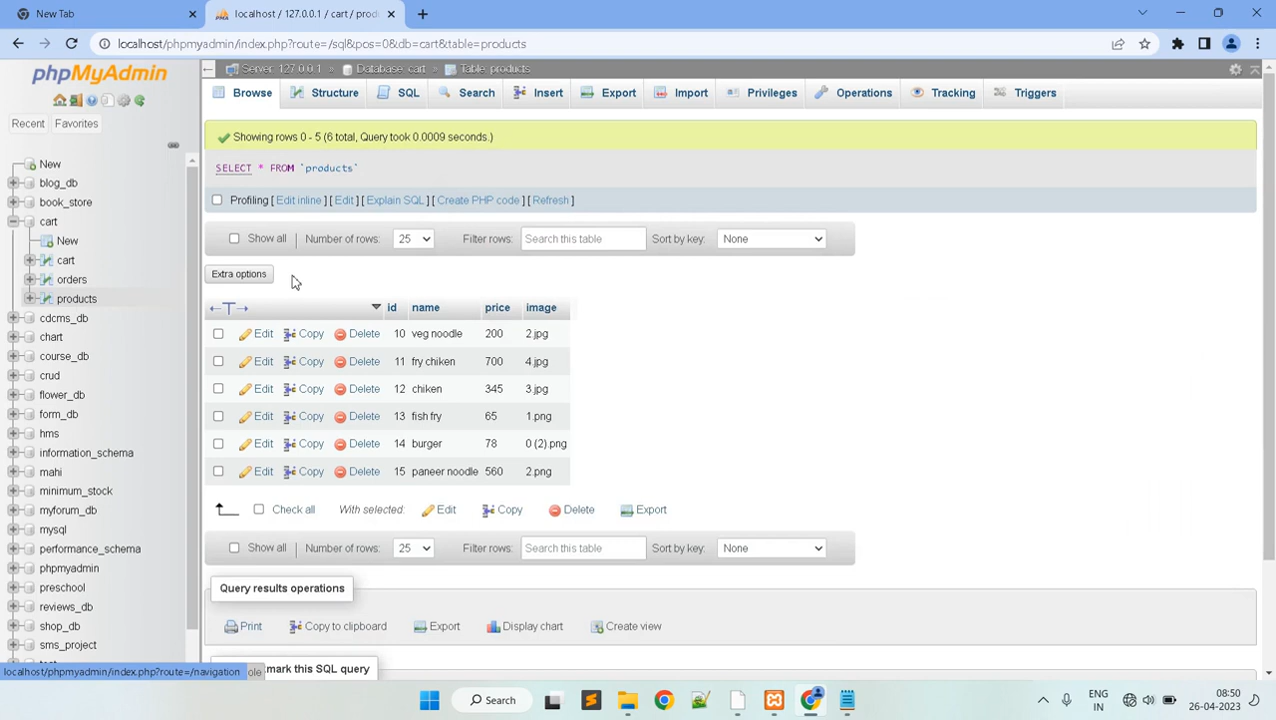 New Tab
localhost / 127.0.0.1 / cart / prod
localhost/phpmyadmin/index.php?route=/sql&pos=0&db=cart&table=products
phpMyAdmin
Recent Favorites
New
blog_db
book_store
cart
New
cart
orders
products
cdcms_db
chart
course_db
crud
flower_db
form_db
hms
information_schema
mahi
minimum_stock
myforum_db
mysql
performance_schema
phpmyadmin
preschool
reviews_db
shop_db
sms_project
Server: 127.0.0.1 » Database: cart » Table: products
Browse Structure SQL Search Insert Export Import Privileges Operations Tracking Triggers
Showing rows 0 - 5 (6 total, Query took 0.0009 seconds.)
SELECT * FROM `products`
Profiling [ Edit inline ] [ Edit ] [ Explain SQL ] [ Create PHP code ] [ Refresh ]
Show all Number of rows: 25 Filter rows: Search this table Sort by key: None
Extra options
id name price image
Edit Copy Delete 10 veg noodle 200 2.jpg
Edit Copy Delete 11 fry chiken 700 4.jpg
Edit Copy Delete 12 chiken 345 3.jpg
Edit Copy Delete 13 fish fry 65 1.png
Edit Copy Delete 14 burger 78 0 (2).png
Edit Copy Delete 15 paneer noodle 560 2.png
Check all With selected: Edit Copy Delete Export
Show all Number of rows: 25 Filter rows: Search this table Sort by key: None
Query results operations
Print Copy to clipboard Export Display chart Create view
localhost/phpmyadmin/index.php?route=/navigation
ole mark this SQL query
Search
ENG
IN
08:50
26-04-2023